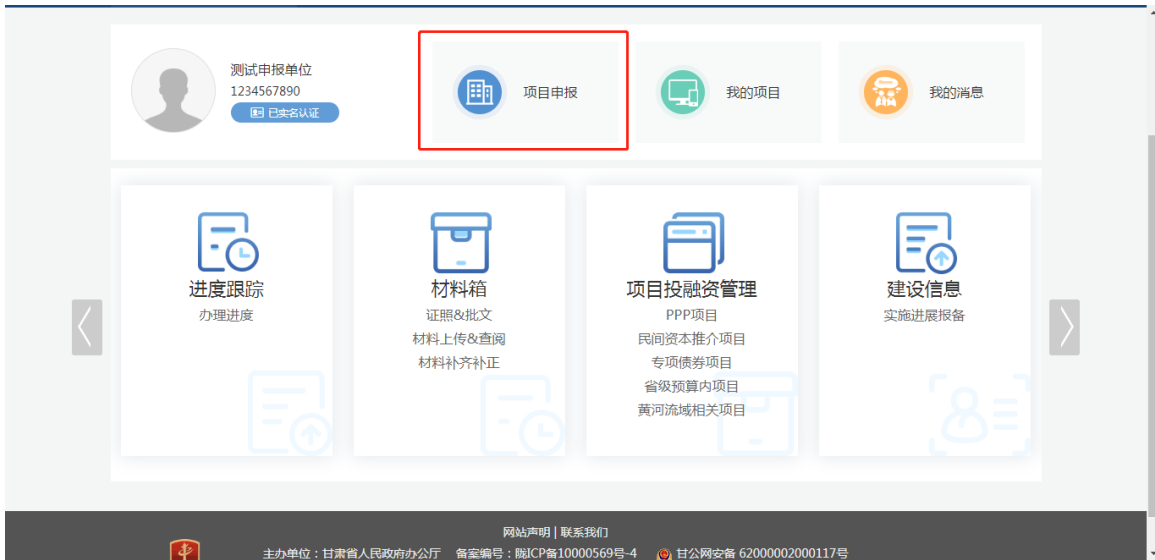 测试申报单位
1234567890
已实名认证
项目申报
我的项目
我的消息
进度跟踪
办理进度
材料箱
证照&批文
材料上传&查阅
材料补齐补正
项目投融资管理
PPP项目
民间资本推介项目
专项债券项目
省级预算内项目
黄河流域相关项目
建设信息
实施进展报备
网站声明 | 联系我们
主办单位：甘肃省人民政府办公厅 备案编号：陇ICP备10000569号-4 甘公网安备 62000002000117号